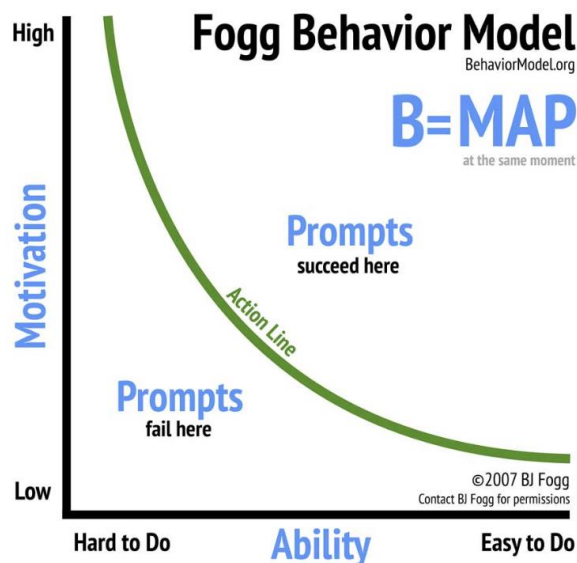 High
Fogg Behavior Model
BehaviorModel.org
B=MAP
at the same moment
Motivation
Prompts
succeed here
Action Line
Prompts
fail here
©2007 BJ Fogg
Contact BJ Fogg for permissions
Low
Hard to Do
Ability
Easy to Do